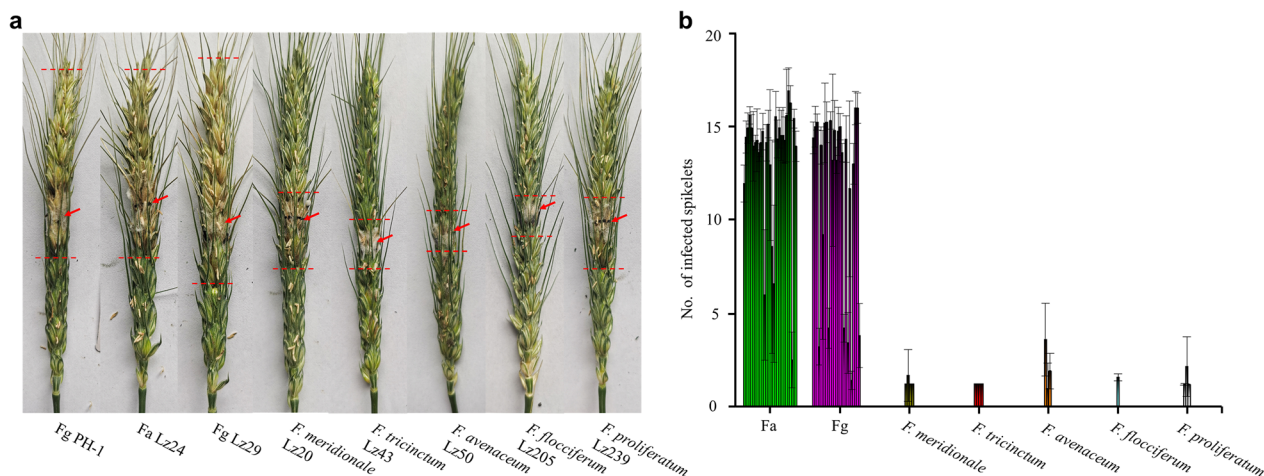 a
Fg PH-1
Fa Lz24
Fg Lz29
F. meridionale
Lz20
F. tricinctum
Lz43
F. avenaceum
Lz50
F. flocciferum
Lz205
F. proliferatum
Lz239
b
No. of infected spikelets
20
15
10
5
0
Fa
Fg
F. meridionale
F. tricinctum
F. avenaceum
F. flocciferum
F. proliferatum